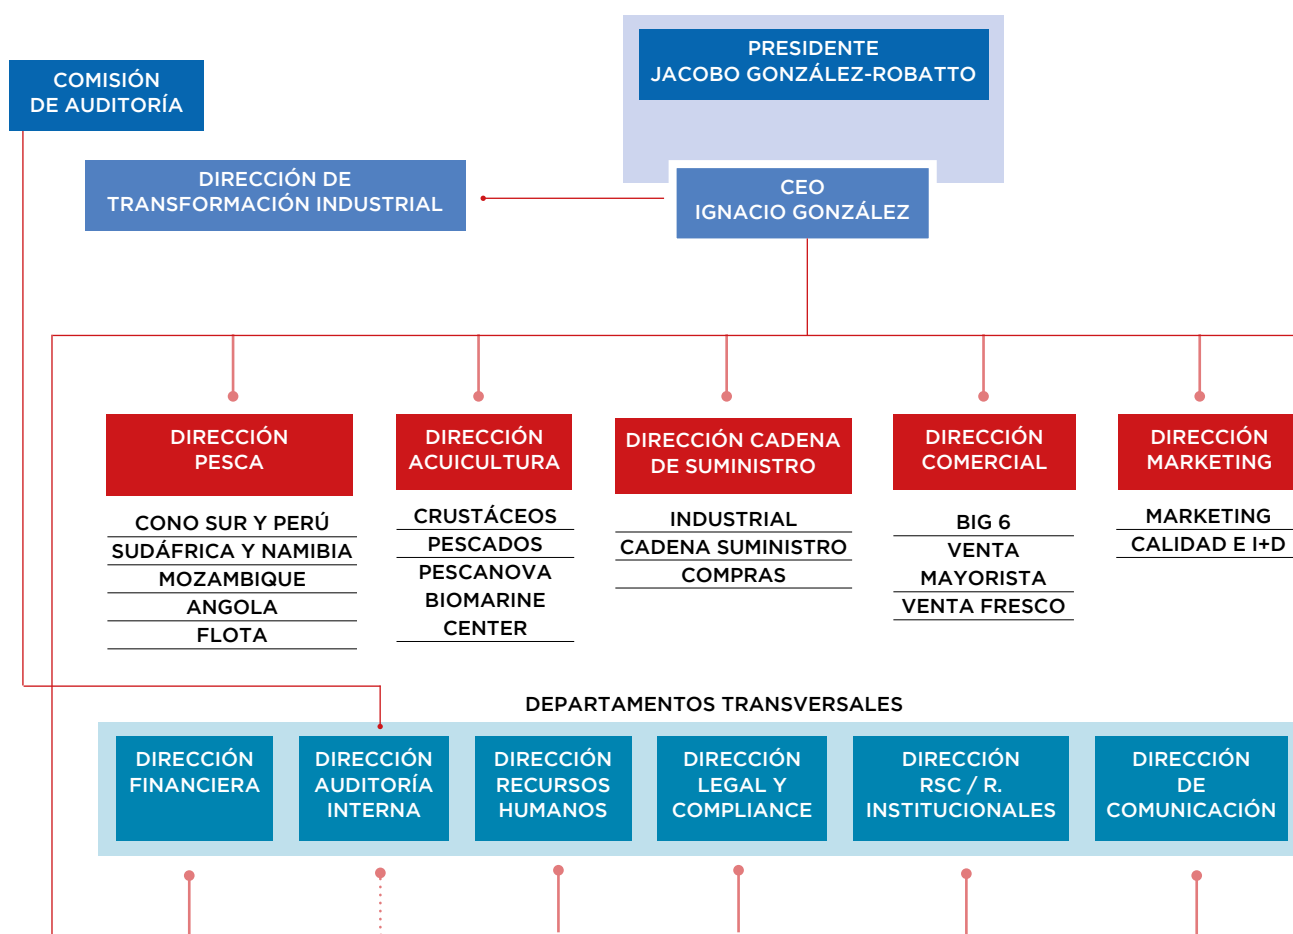 PRESIDENTE
JACOBO GONZÁLEZ-ROBATTO
COMISIÓN
DE AUDITORÍA
DIRECCIÓN DE
TRANSFORMACIÓN INDUSTRIAL
CEO
IGNACIO GONZÁLEZ
DIRECCIÓN
PESCA
CONO SUR Y PERÚ
SUDÁFRICA Y NAMIBIA
MOZAMBIQUE
ANGOLA
FLOTA
DIRECCIÓN
ACUICULTURA
CRUSTÁCEOS
PESCADOS
PESCANOVA
BIOMARINE
CENTER
DIRECCIÓN CADENA
DE SUMINISTRO
INDUSTRIAL
CADENA SUMINISTRO
COMPRAS
DIRECCIÓN
COMERCIAL
BIG 6
VENTA
MAYORISTA
VENTA FRESCO
DIRECCIÓN
MARKETING
MARKETING
CALIDAD E I+D
DEPARTAMENTOS TRANSVERSALES
DIRECCIÓN
FINANCIERA
DIRECCIÓN
AUDITORÍA
INTERNA
DIRECCIÓN
RECURSOS
HUMANOS
DIRECCIÓN
LEGAL Y
COMPLIANCE
DIRECCIÓN
RSC / R.
INSTITUCIONALES
DIRECCIÓN
DE
COMUNICACIÓN